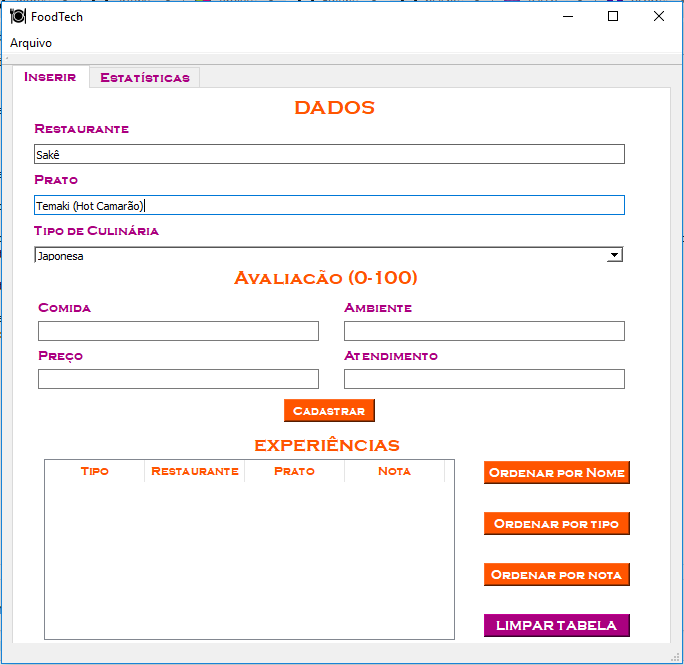 FoodTech
Arquivo
Inserir Estatísticas
DADOS
Restaurante
Sakê
Prato
Temaki (Hot Camarão)
Tipo de Culinária
Japonesa
Avaliacão (0-100)
Comida Ambiente
Preço Atendimento
Cadastrar
EXPERIÊNCIAS
Tipo Restaurante Prato Nota
Ordenar por Nome
Ordenar por tipo
Ordenar por nota
LIMPAR TABELA